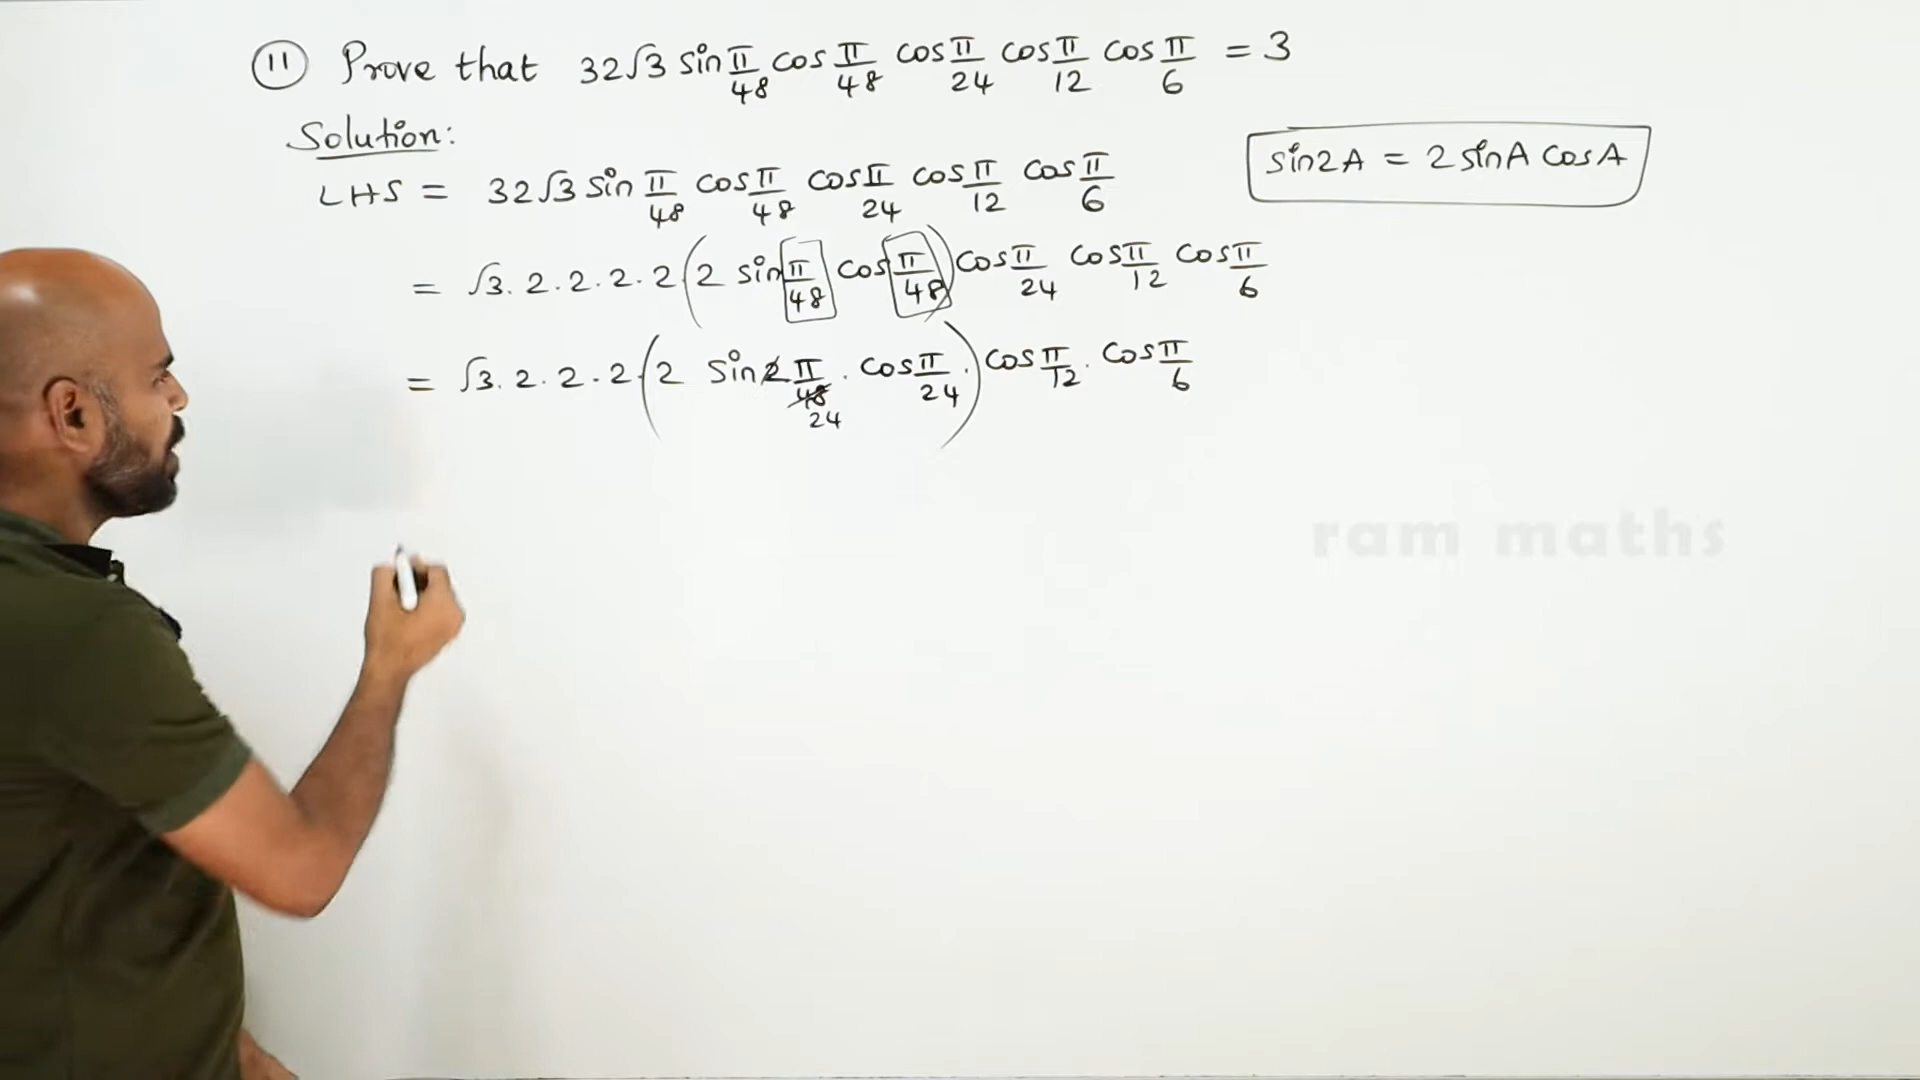 11 Prove that 32√3 sin π/48 cos π/48 cos π/24 cos π/12 cos π/6 = 3
Solution:
sin2A = 2 sinA cosA
LHS = 32√3 sin π/48 cos π/48 cos π/24 cos π/12 cos π/6
= √3. 2. 2. 2. 2.(2 sin π/48 cos π/48) cos π/24 cos π/12 cos π/6
= √3. 2. 2. 2.(2 sin 2 π/48 24 . cos π/24.) cos π/12. cos π/6
ram maths